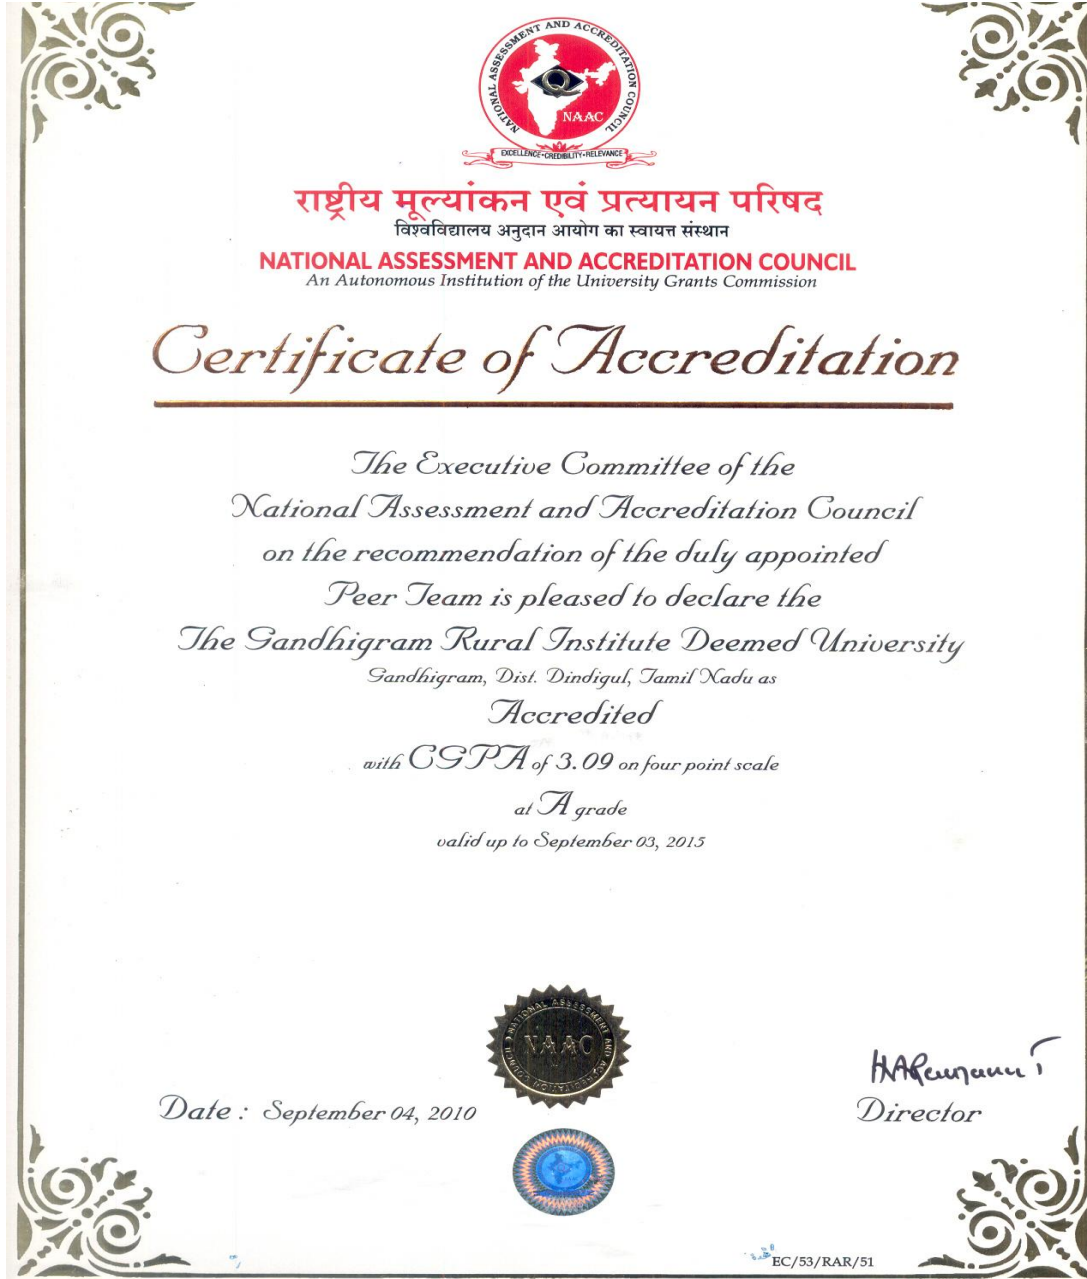 NATIONAL ASSESSMENT AND ACCREDITATION COUNCIL
Q
NAAC
EXCELLENCE•CREDIBILITY•RELEVANCE
राष्ट्रीय मूल्यांकन एवं प्रत्यायन परिषद
विश्वविद्यालय अनुदान आयोग का स्वायत्त संस्थान
NATIONAL ASSESSMENT AND ACCREDITATION COUNCIL
An Autonomous Institution of the University Grants Commission
Certificate of Accreditation
The Executive Committee of the
National Assessment and Accreditation Council
on the recommendation of the duly appointed
Peer Team is pleased to declare the
The Gandhigram Rural Institute Deemed University
Gandhigram, Dist. Dindigul, Tamil Nadu as
Accredited
with CGPA of 3.09 on four point scale
at A grade
valid up to September 03, 2015
NATIONAL ASSESSMENT AND ACCREDITATION COUNCIL
NAAC
Date : September 04, 2010
Director
EC/53/RAR/51